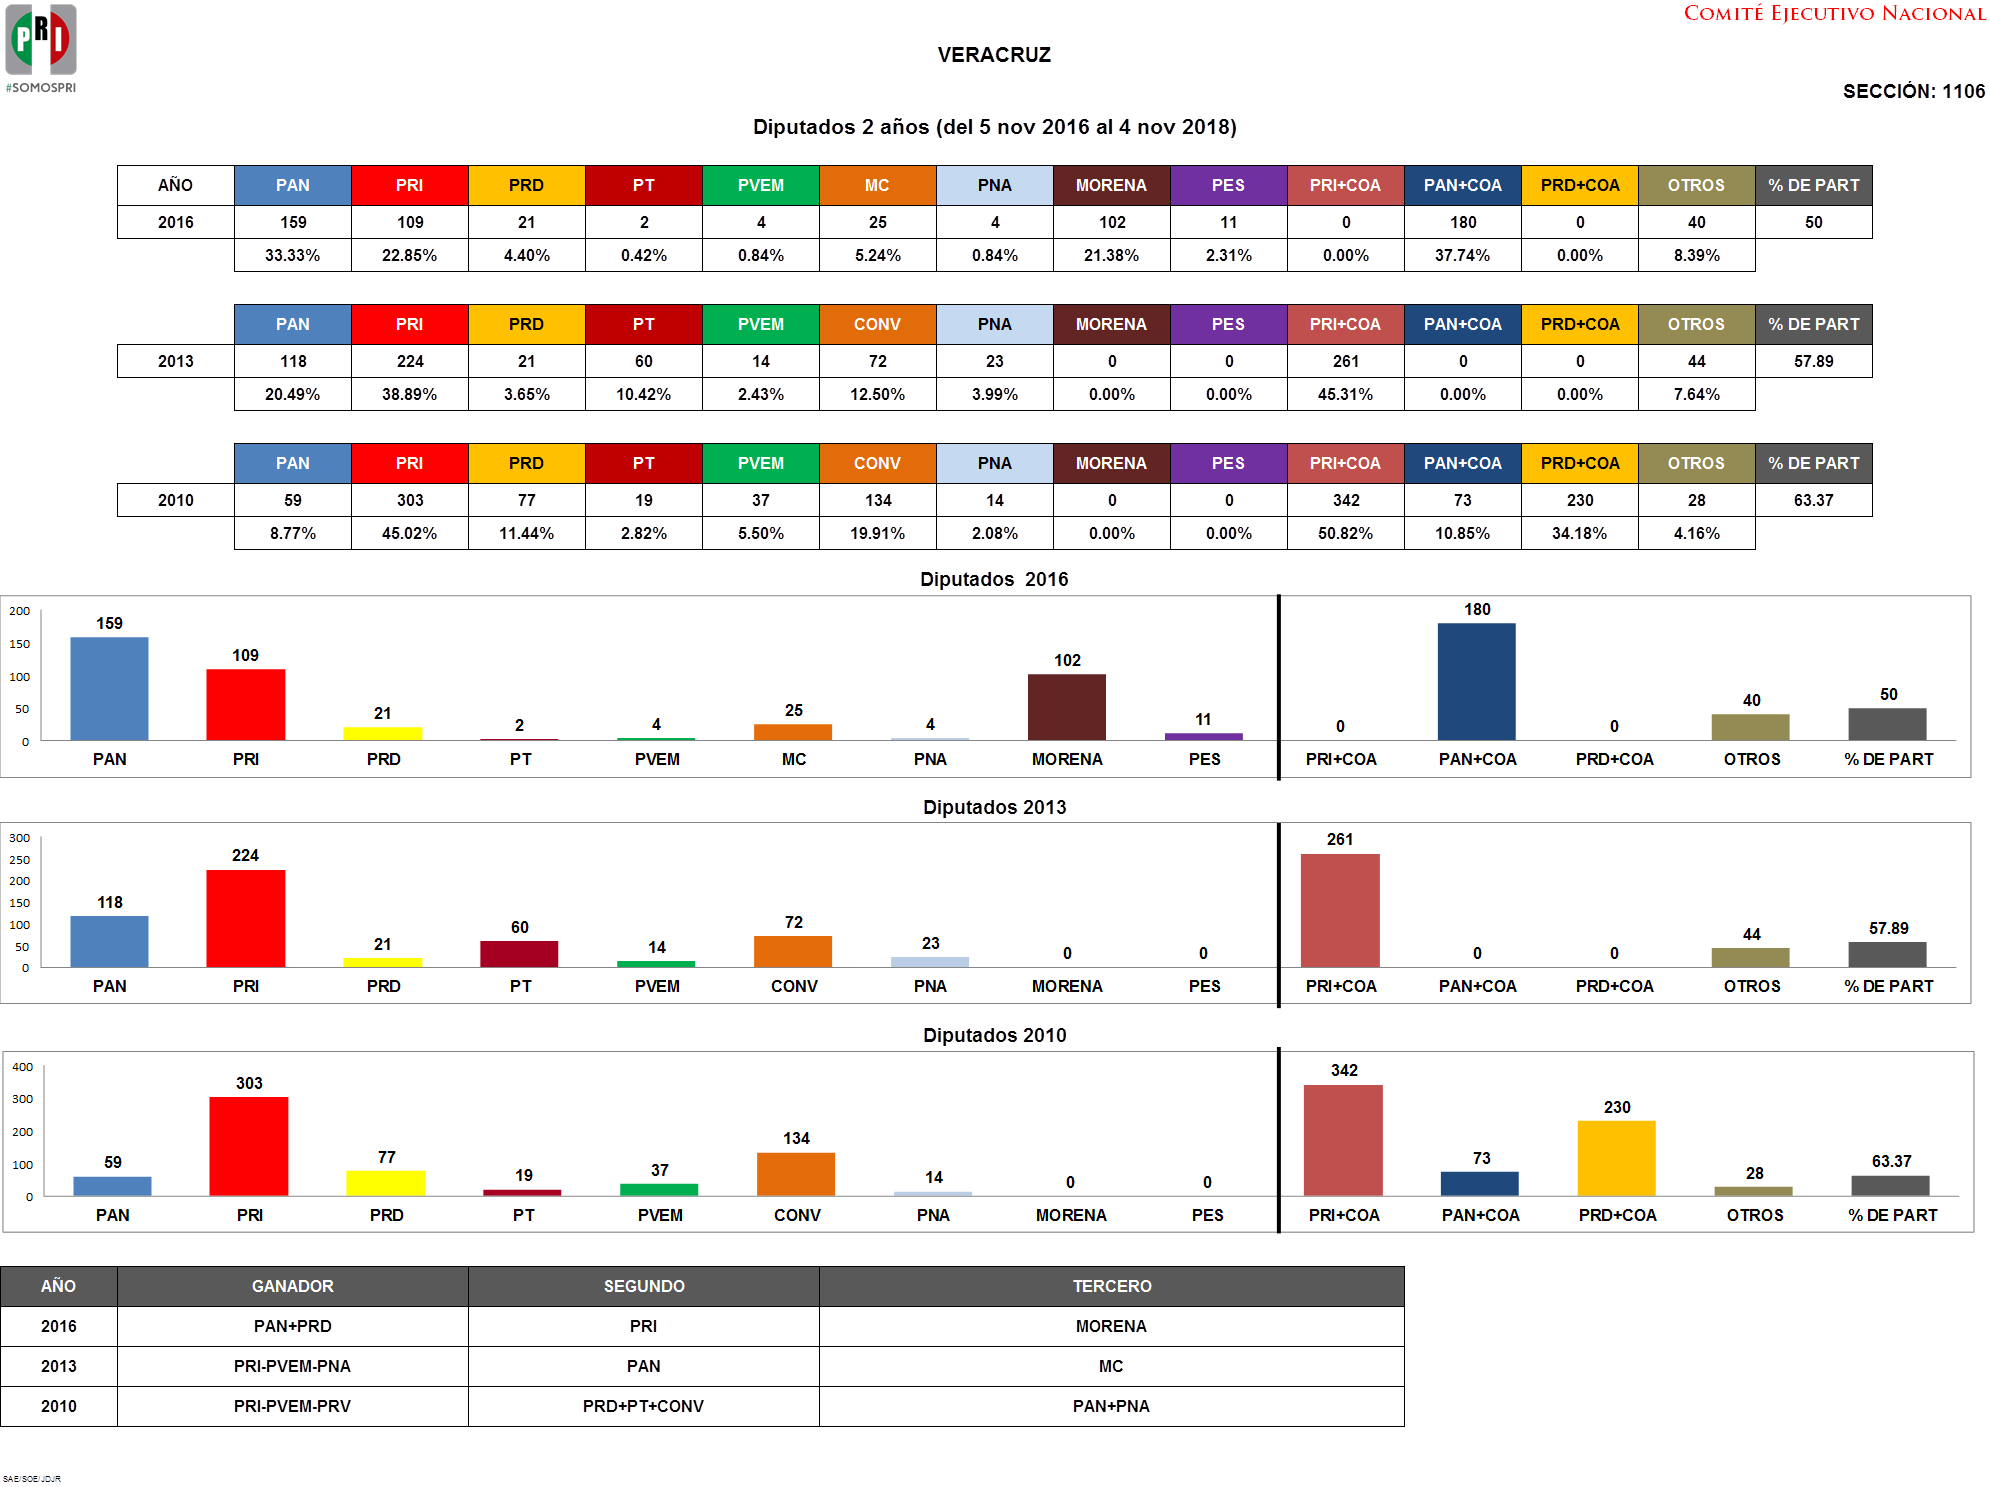 COMITÉ EJECUTIVO NACIONAL
PRI
#SOMOSPRI
VERACRUZ
SECCIÓN: 1106
Diputados 2 años (del 5 nov 2016 al 4 nov 2018)
AÑO PAN PRI PRD PT PVEM MC PNA MORENA PES PRI+COA PAN+COA PRD+COA OTROS % DE PART
2016 159 109 21 2 4 25 4 102 11 0 180 0 40 50
33.33% 22.85% 4.40% 0.42% 0.84% 5.24% 0.84% 21.38% 2.31% 0.00% 37.74% 0.00% 8.39%
PAN PRI PRD PT PVEM CONV PNA MORENA PES PRI+COA PAN+COA PRD+COA OTROS % DE PART
2013 118 224 21 60 14 72 23 0 0 261 0 0 44 57.89
20.49% 38.89% 3.65% 10.42% 2.43% 12.50% 3.99% 0.00% 0.00% 45.31% 0.00% 0.00% 7.64%
PAN PRI PRD PT PVEM CONV PNA MORENA PES PRI+COA PAN+COA PRD+COA OTROS % DE PART
2010 59 303 77 19 37 134 14 0 0 342 73 230 28 63.37
8.77% 45.02% 11.44% 2.82% 5.50% 19.91% 2.08% 0.00% 0.00% 50.82% 10.85% 34.18% 4.16%
Diputados 2016
200
150
100
50
0
159 109 21 2 4 25 4 102 11 0 180 0 40 50
PAN PRI PRD PT PVEM MC PNA MORENA PES PRI+COA PAN+COA PRD+COA OTROS % DE PART
Diputados 2013
300
250
200
150
100
50
0
118 224 21 60 14 72 23 0 0 261 0 0 44 57.89
PAN PRI PRD PT PVEM CONV PNA MORENA PES PRI+COA PAN+COA PRD+COA OTROS % DE PART
Diputados 2010
400
300
200
100
0
59 303 77 19 37 134 14 0 0 342 73 230 28 63.37
PAN PRI PRD PT PVEM CONV PNA MORENA PES PRI+COA PAN+COA PRD+COA OTROS % DE PART
AÑO GANADOR SEGUNDO TERCERO
2016 PAN+PRD PRI MORENA
2013 PRI-PVEM-PNA PAN MC
2010 PRI-PVEM-PRV PRD+PT+CONV PAN+PNA
SAE/SOE/JDJR